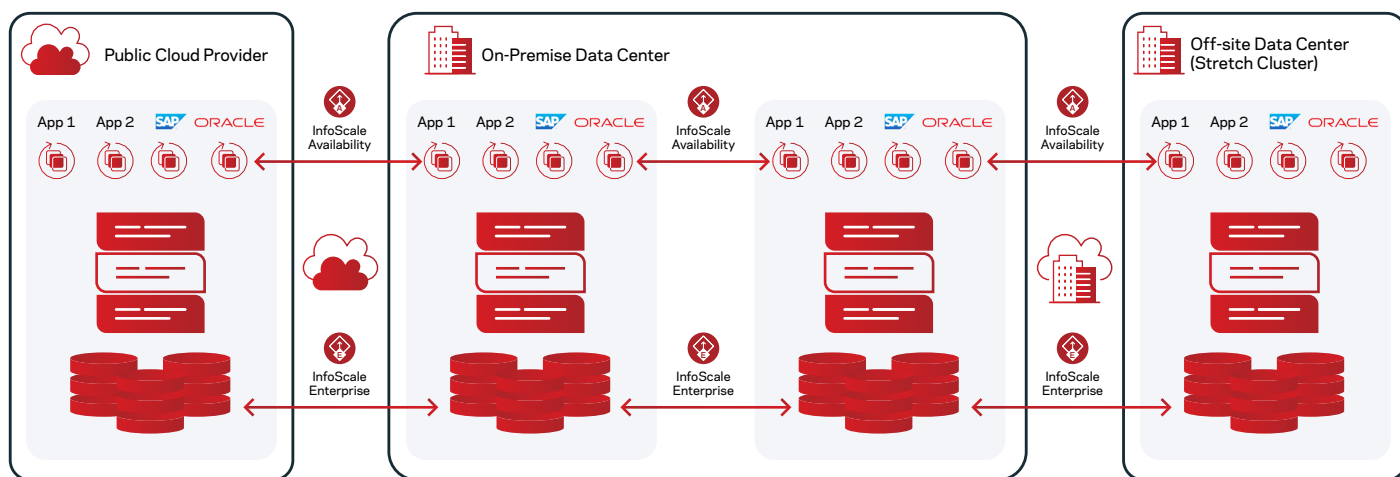 Public Cloud Provider
On-Premise Data Center
Off-site Data Center
(Stretch Cluster)
App 1 App 2 SAP ORACLE
A
InfoScale
Availability
App 1 App 2 SAP ORACLE
A
InfoScale
Availability
App 1 App 2 SAP ORACLE
A
InfoScale
Availability
App 1 App 2 SAP ORACLE
E
InfoScale
Enterprise
E
InfoScale
Enterprise
E
InfoScale
Enterprise